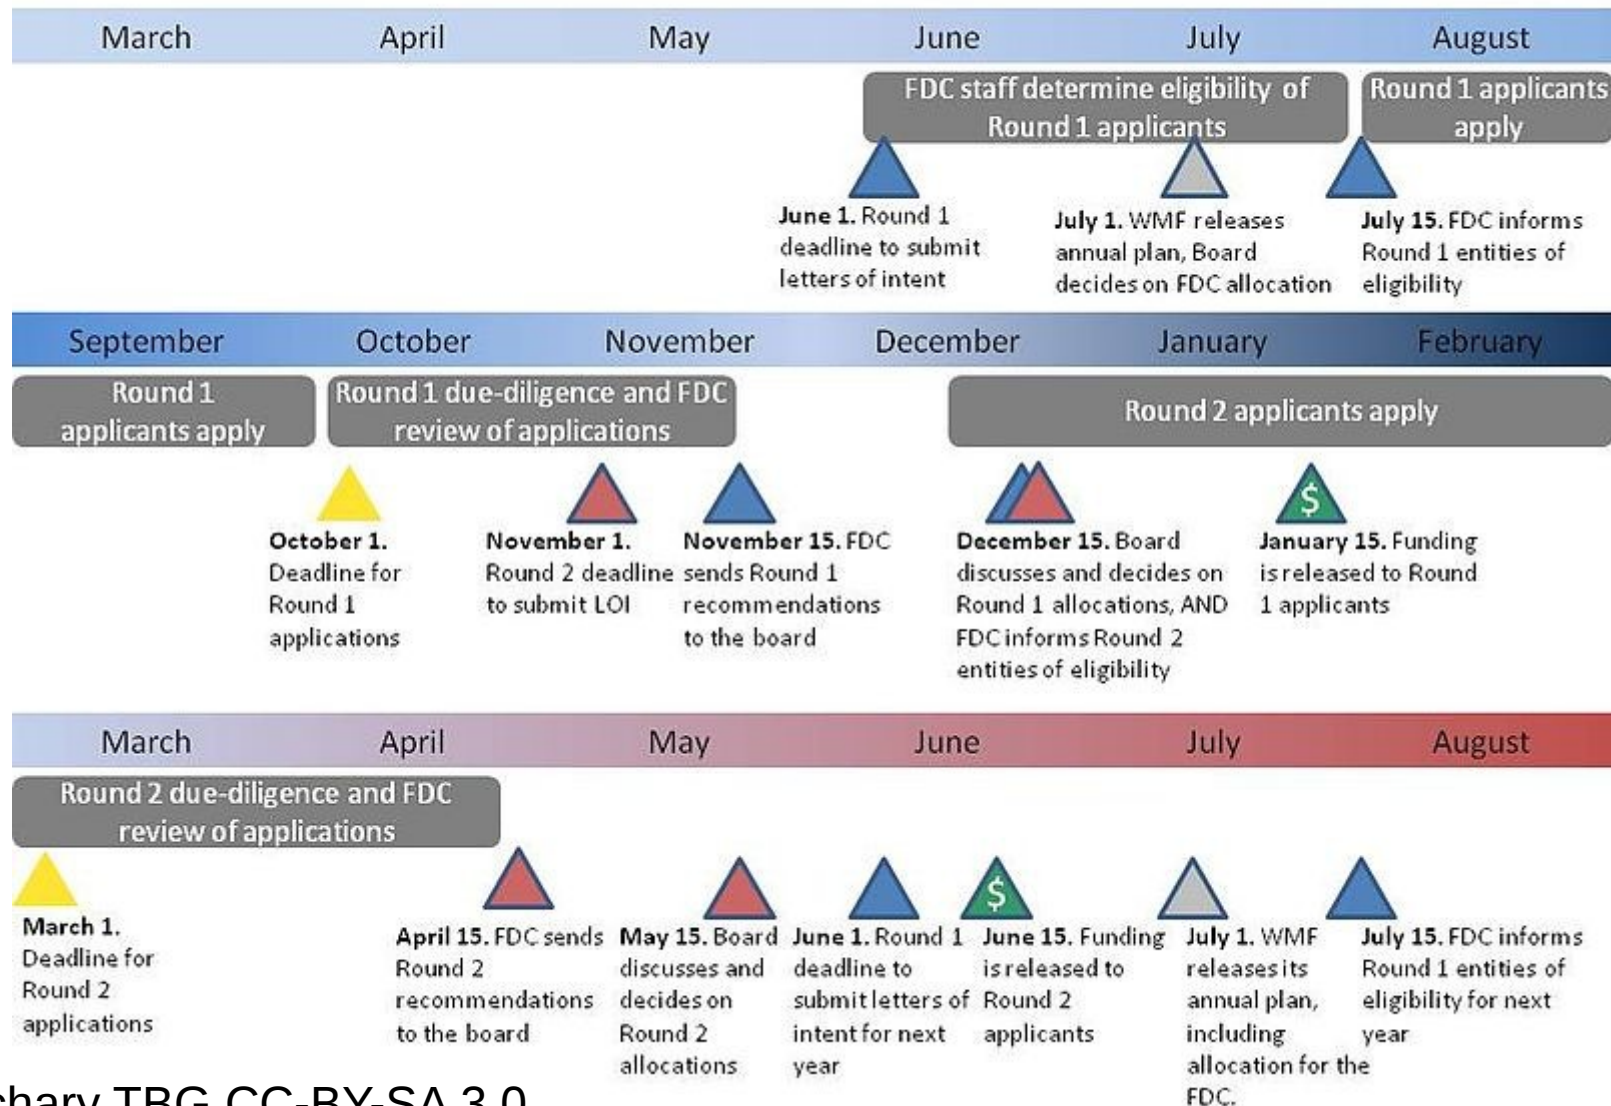 March April May June July August
FDC staff determine eligibility of
Round 1 applicants
Round 1 applicants
apply
June 1. Round 1
deadline to submit
letters of intent
July 1. WMF releases
annual plan, Board
decides on FDC allocation
July 15. FDC informs
Round 1 entities of
eligibility
September October November December January February
Round 1
applicants apply
Round 1 due-diligence and FDC
review of applications
Round 2 applicants apply
$
October 1.
Deadline for
Round 1
applications
November 1.
Round 2 deadline
to submit LOI
November 15. FDC
sends Round 1
recommendations
to the board
December 15. Board
discusses and decides on
Round 1 allocations, AND
FDC informs Round 2
entities of eligibility
January 15. Funding
is released to Round
1 applicants
March April May June July August
Round 2 due-diligence and FDC
review of applications
$
March 1.
Deadline for
Round 2
applications
April 15. FDC sends
Round 2
recommendations
to the board
May 15. Board
discusses and
decides on
Round 2
allocations
June 1. Round 1
deadline to
submit letters of
intent for next
year
June 15. Funding
is released to
Round 2
applicants
July 1. WMF
releases its
annual plan,
including
allocation for the
FDC.
July 15. FDC informs
Round 1 entities of
eligibility for next
year
TBG CC-BY-SA 3.0